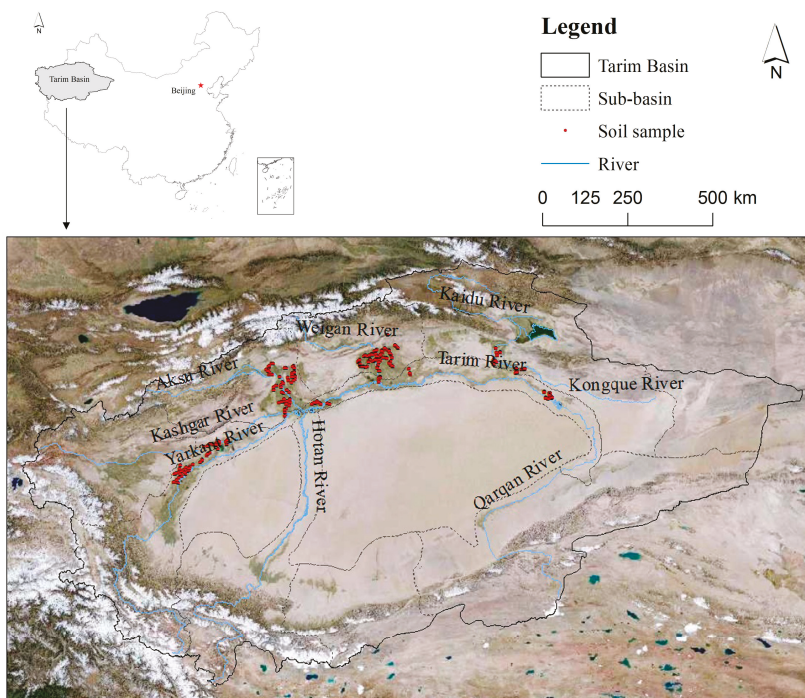 N
Tarim Basin
Beijing
Legend
Tarim Basin
Sub-basin
Soil sample
River
N
0 125 250 500 km
Kaidu River
Weigan River
Tarim River
Aksu River
Kongque River
Kashgar River
Yarkant River
Hotan River
Qarqan River